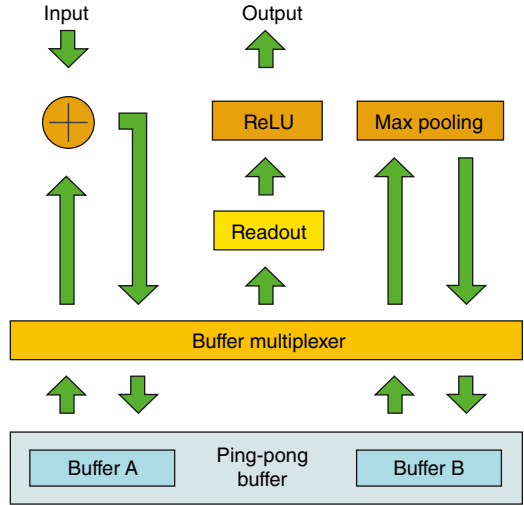 Input
Output
ReLU
Max pooling
Readout
Buffer multiplexer
Buffer A
Ping-pong
buffer
Buffer B